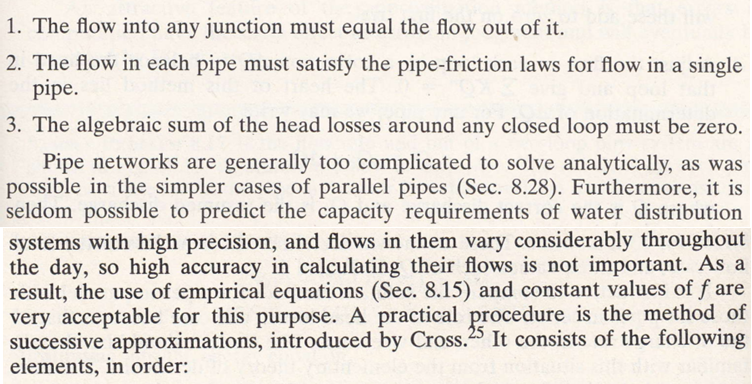 1. The flow into any junction must equal the flow out of it.
2. The flow in each pipe must satisfy the pipe-friction laws for flow in a single
pipe.
3. The algebraic sum of the head losses around any closed loop must be zero.
Pipe networks are generally too complicated to solve analytically, as was
possible in the simpler cases of parallel pipes (Sec. 8.28). Furthermore, it is
seldom possible to predict the capacity requirements of water distribution
systems with high precision, and flows in them vary considerably throughout
the day, so high accuracy in calculating their flows is not important. As a
result, the use of empirical equations (Sec. 8.15) and constant values of f are
very acceptable for this purpose. A practical procedure is the method of
successive approximations, introduced by Cross.25 It consists of the following
elements, in order: